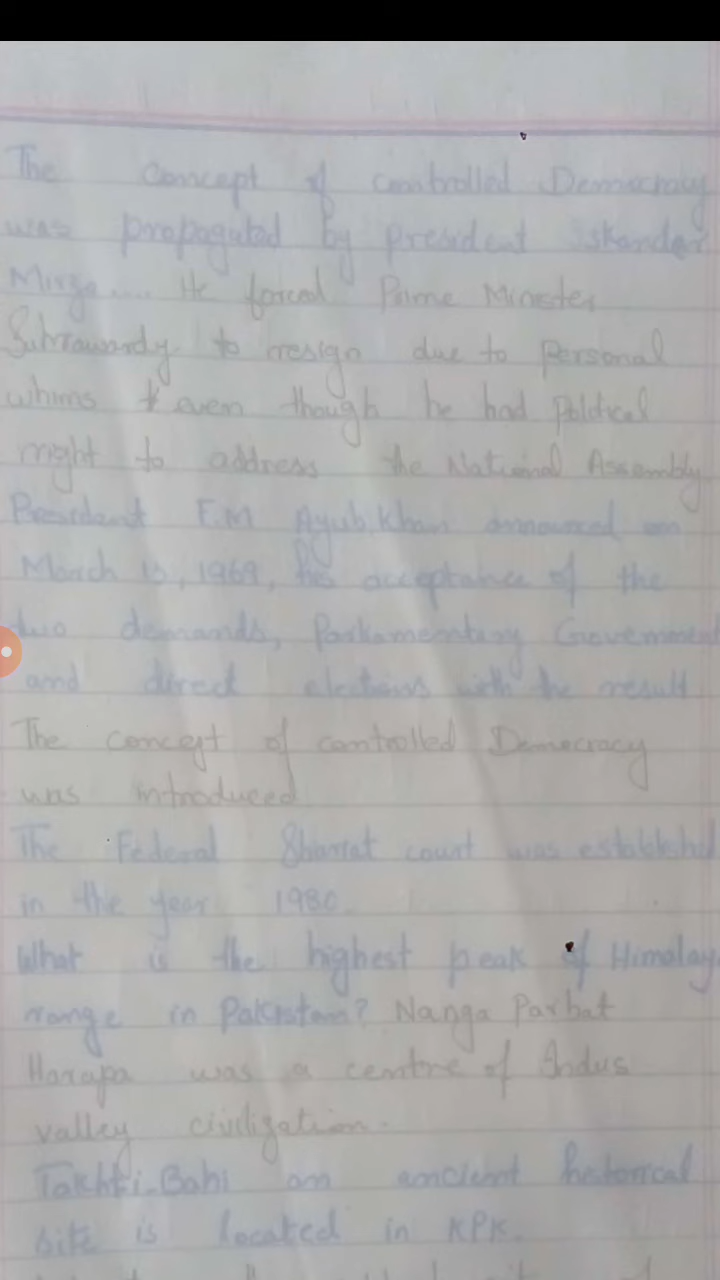 The concept of controlled Democracy
was propaguted by president Iskander
Mirza.... He forced Prime Minister
Suhrawardy to resign due to personal
whims & even though he had Political
right to address the National Assembly
President F.M Ayub.Khan announced on
March 13, 1969, his acceptance of the
two demands, Parliamentary Government
and direct elections with the result
The concept of controlled Democracy
was introduced
The Federal Shariat court was established
in the year 1980.
What is the highest peak of Himalay
range in Pakistan? Nanga Parbat
Harapa was a centre of Indus
valley civilization.
Takht-i-Bahi an ancient historical
site is located in KPK.